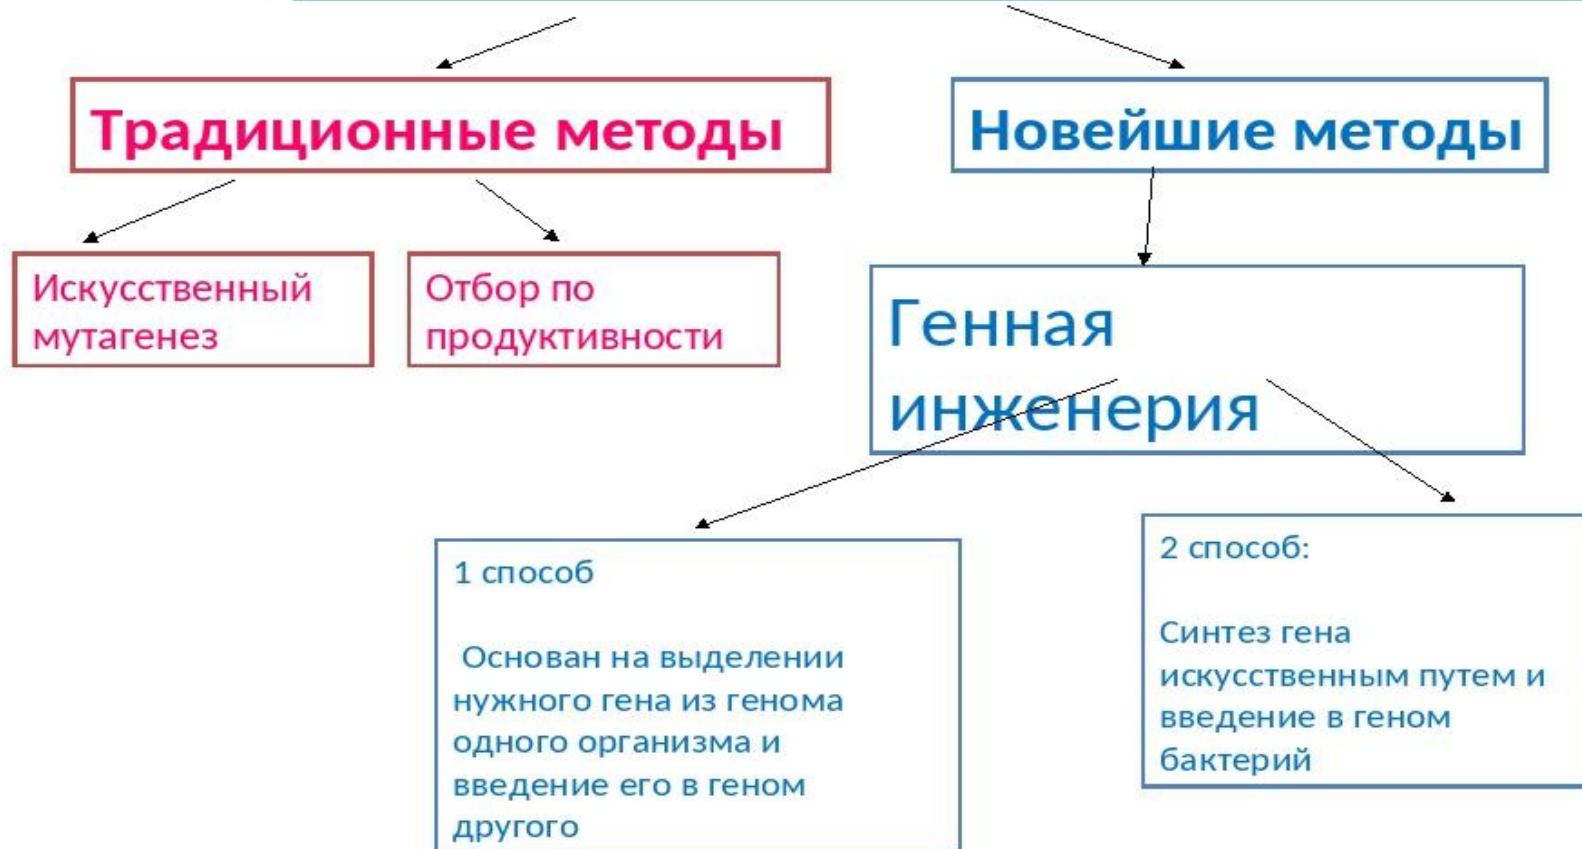 Традиционные методы
Новейшие методы
Искусственный
мутагенез
Отбор по
продуктивности
Генная
инженерия
1 способ
Основан на выделении
нужного гена из генома
одного организма и
введение его в геном
другого
2 способ:
Синтез гена
искусственным путем и
введение в геном
бактерий